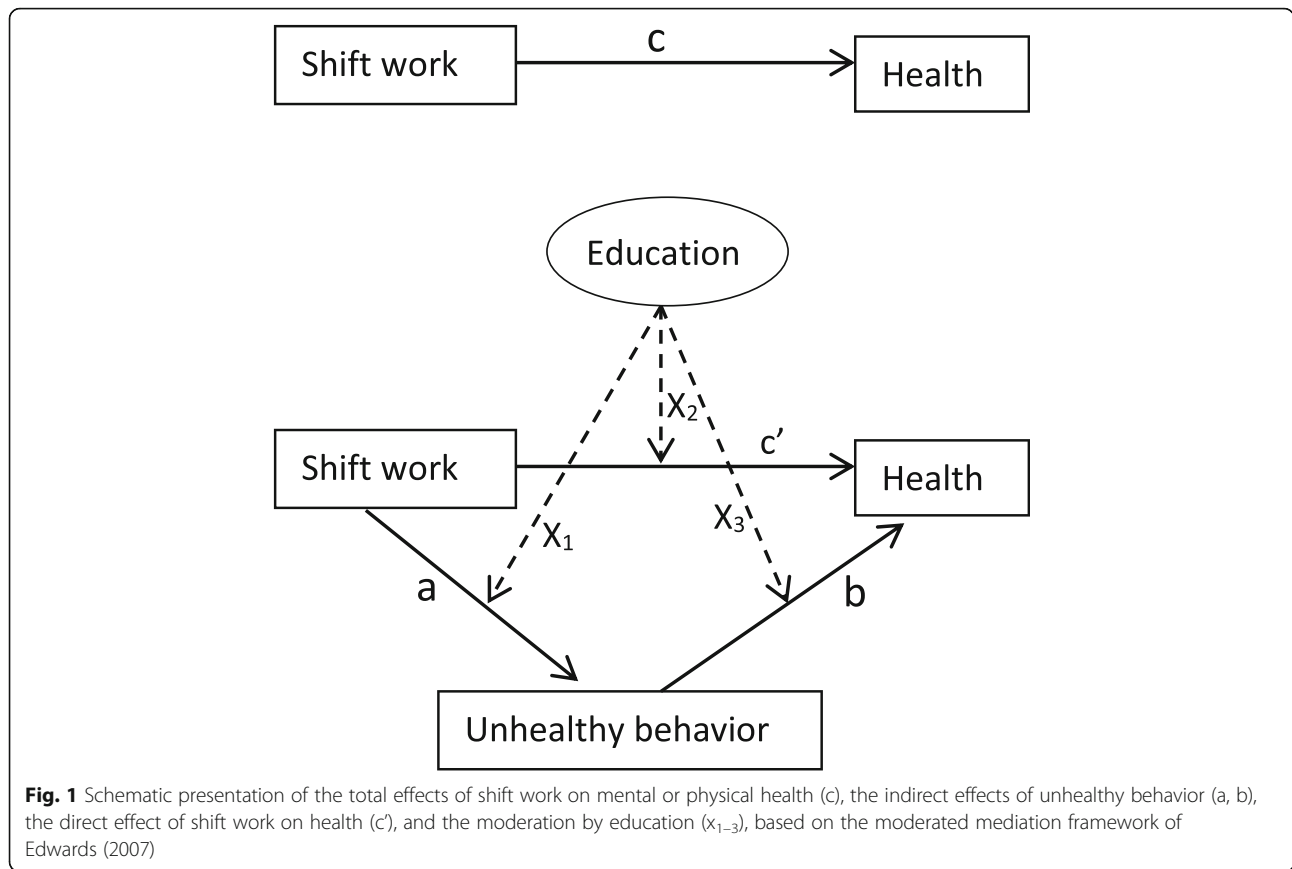 c
Shift work
Health
Education
X₂
c’
Shift work
Health
X₃
X₁
a
b
Unhealthy behavior
Fig. 1 Schematic presentation of the total effects of shift work on mental or physical health (c), the indirect effects of unhealthy behavior (a, b),
the direct effect of shift work on health (c’), and the moderation by education (x₁₋₃), based on the moderated mediation framework of
Edwards (2007)